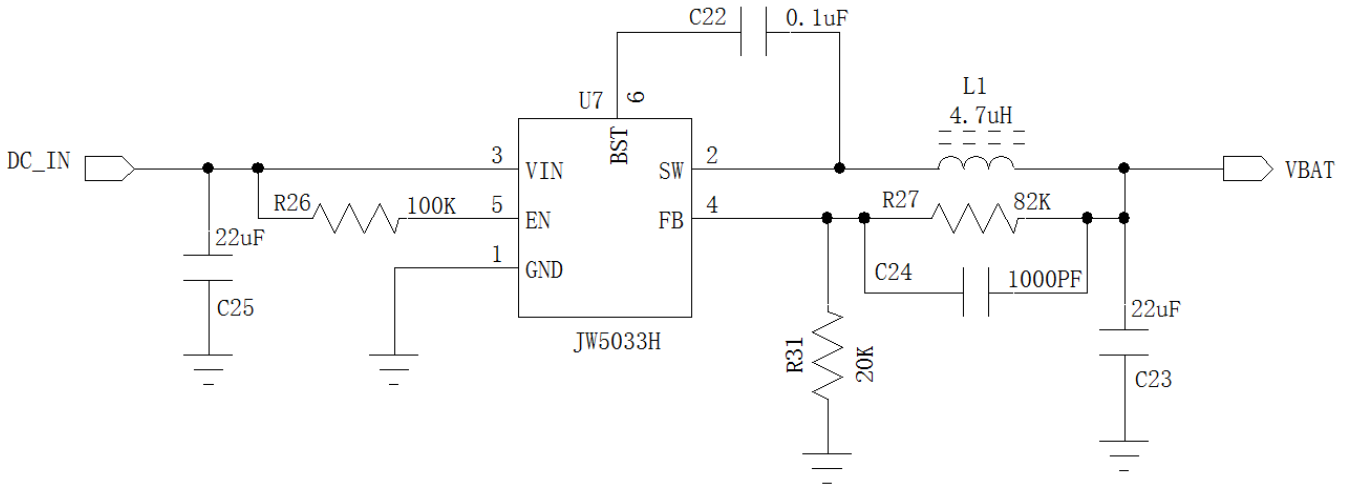 C22 0.1uF
U7 6
BST
L1
4.7uH
DC_IN 3 VIN SW 2 VBAT
R26 100K 5 EN FB 4 R27 82K
22uF 1 GND C24 1000PF
C25 22uF
JW5033H R31 20K C23